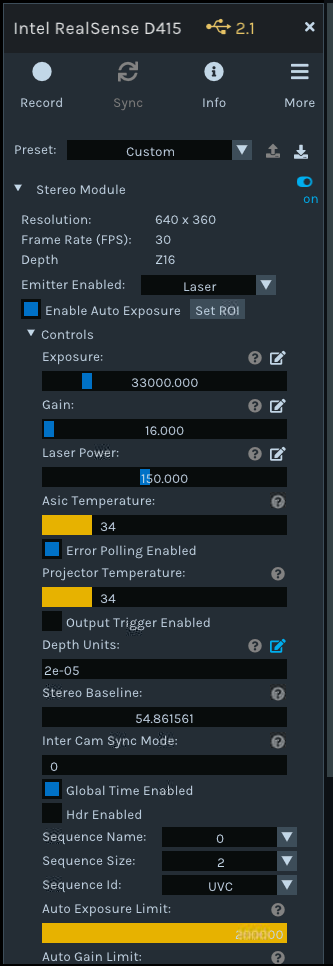 Intel RealSense D415 2.1 ×
Record Sync Info More
Preset: Custom
Stereo Module on
Resolution: 640 x 360
Frame Rate (FPS): 30
Depth Z16
Emitter Enabled: Laser
Enable Auto Exposure Set ROI
Controls
Exposure:
33000.000
Gain:
16.000
Laser Power:
150.000
Asic Temperature:
34
Error Polling Enabled
Projector Temperature:
34
Output Trigger Enabled
Depth Units:
2e-05
Stereo Baseline:
54.861561
Inter Cam Sync Mode:
0
Global Time Enabled
Hdr Enabled
Sequence Name: 0
Sequence Size: 2
Sequence Id: UVC
Auto Exposure Limit:
200000
Auto Gain Limit: